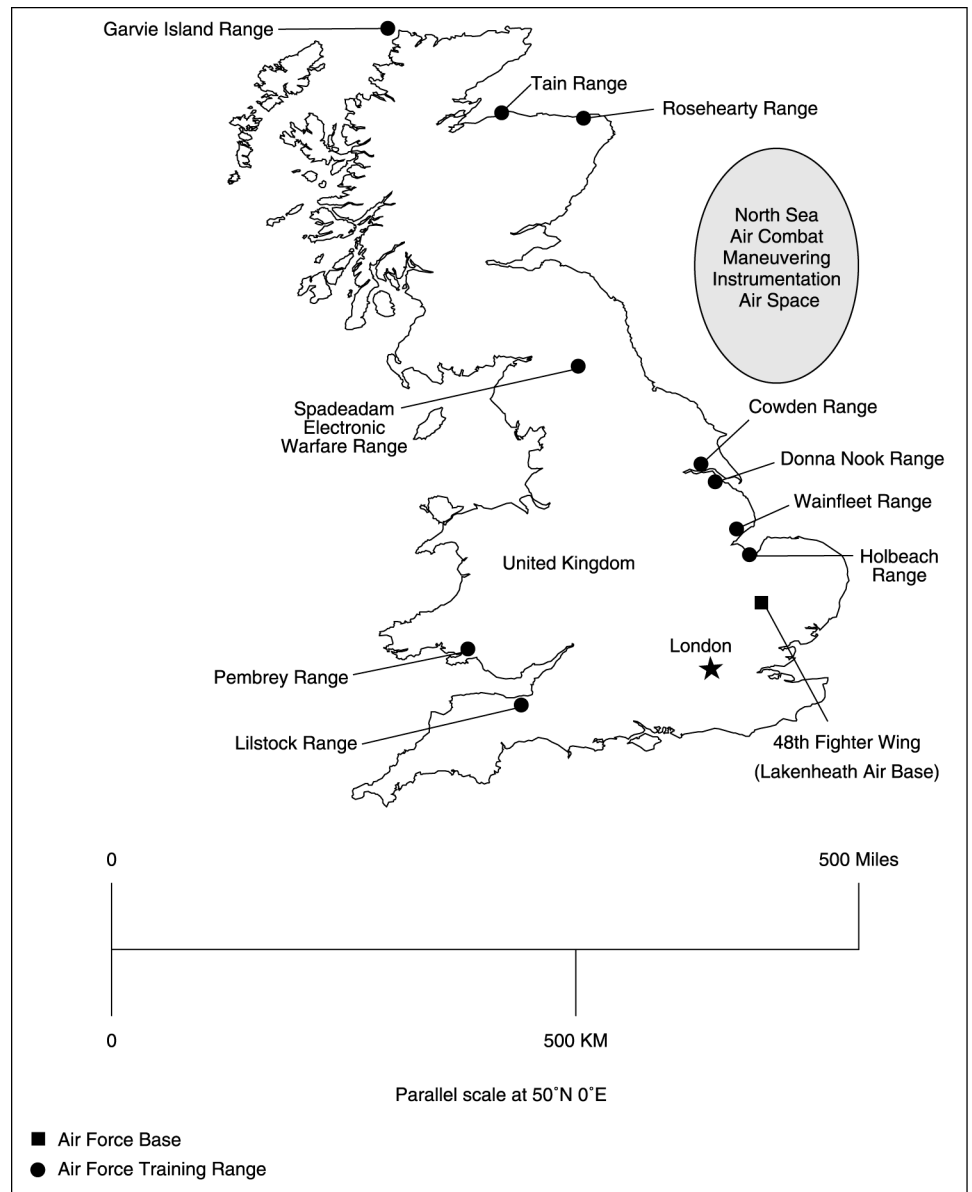 Garvie Island Range
Tain Range
Rosehearty Range
North Sea
Air Combat
Maneuvering
Instrumentation
Air Space
Spadeadam
Electronic
Warfare Range
Cowden Range
Donna Nook Range
Wainfleet Range
United Kingdom
Holbeach
Range
London
Pembrey Range
Lilstock Range
48th Fighter Wing
(Lakenheath Air Base)
0
500 Miles
0
500 KM
Parallel scale at 50˚N 0˚E
Air Force Base
Air Force Training Range